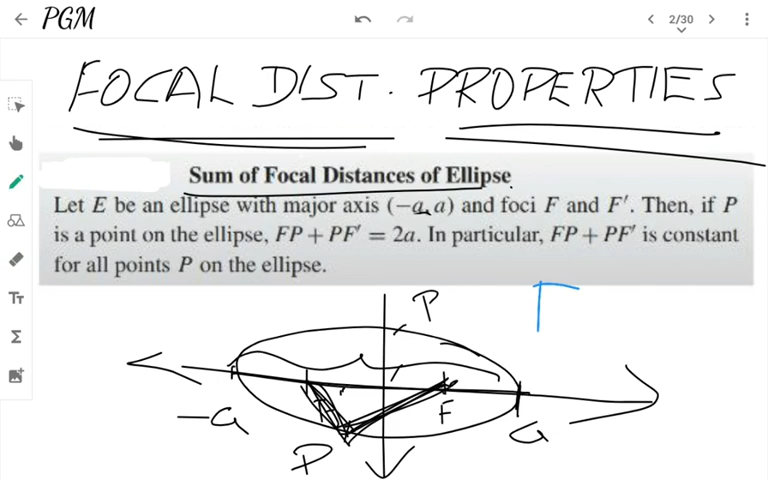 PGM
2/30
FOCAL DIST. PROPERTIES
Sum of Focal Distances of Ellipse
Let E be an ellipse with major axis (−a, a) and foci F and F′. Then, if P
is a point on the ellipse, FP + PF′ = 2a. In particular, FP + PF′ is constant
for all points P on the ellipse.
P
-a
F
a
P
Tт
Σ